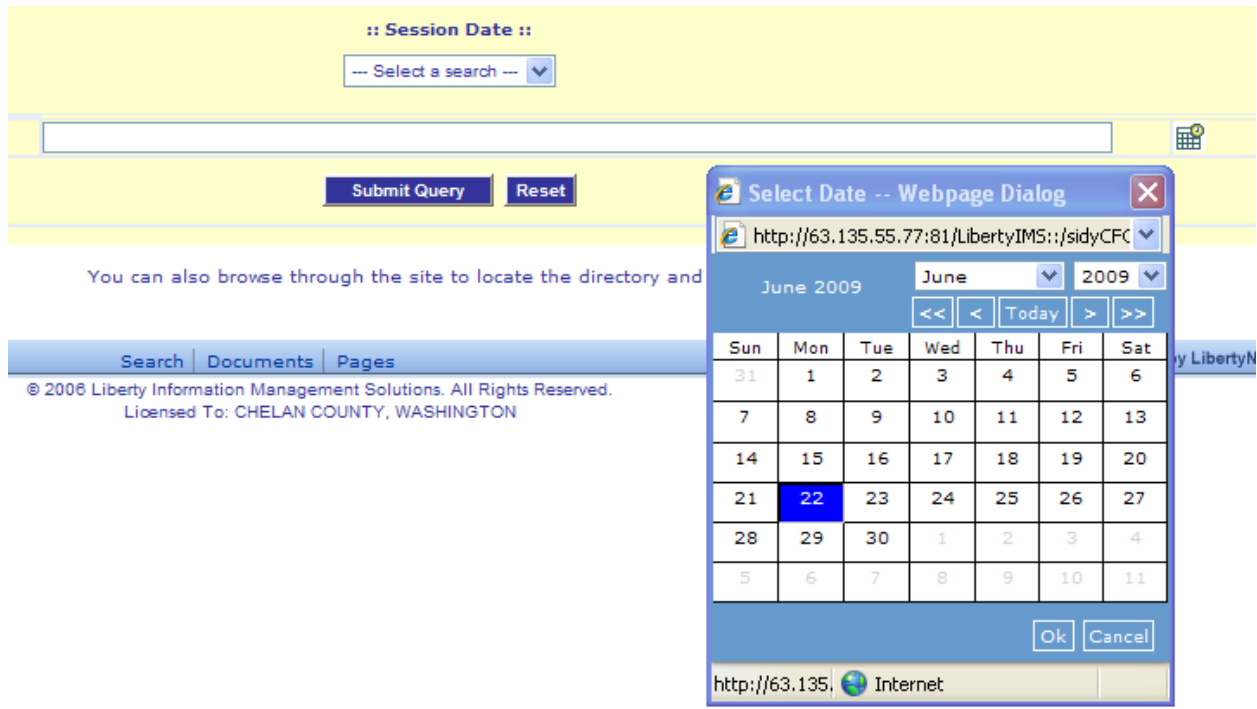 :: Session Date ::
--- Select a search ---
Submit Query Reset
You can also browse through the site to locate the directory and
Search Documents Pages
by LibertyN
© 2006 Liberty Information Management Solutions. All Rights Reserved.
Licensed To: CHELAN COUNTY, WASHINGTON
Select Date -- Webpage Dialog
http://63.135.55.77:81/LibertyIMS::/sidyCFC
June 2009 June 2009
<< < Today > >>
Sun Mon Tue Wed Thu Fri Sat
31 1 2 3 4 5 6
7 8 9 10 11 12 13
14 15 16 17 18 19 20
21 22 23 24 25 26 27
28 29 30 1 2 3 4
5 6 7 8 9 10 11
Ok Cancel
http://63.135. Internet